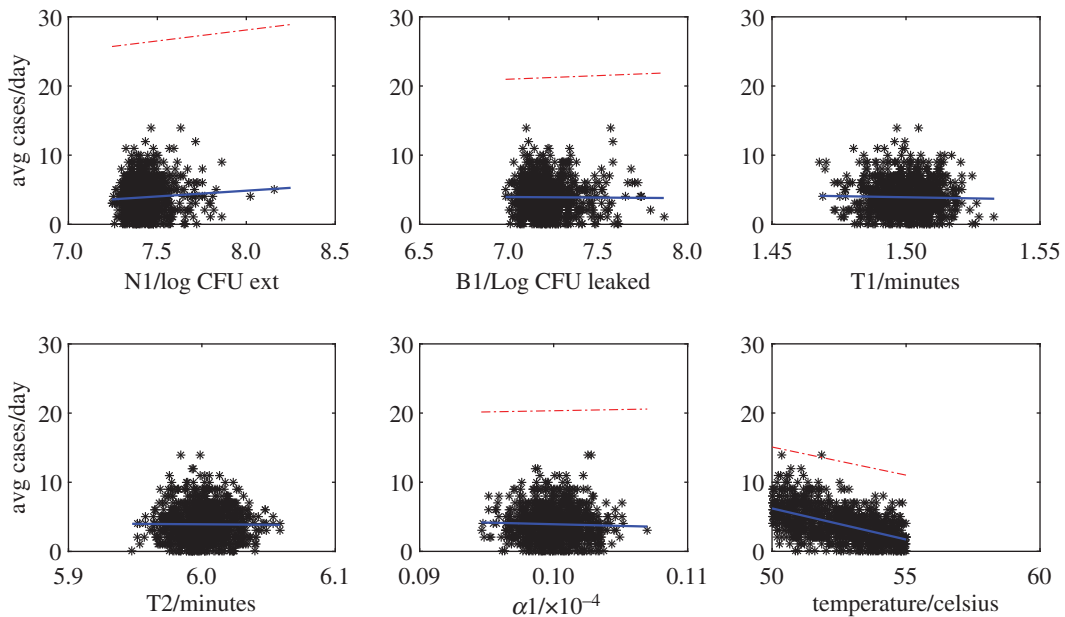 30
20
10
0
avg cases/day
7.0 7.5 8.0 8.5
N1/log CFU ext
30
20
10
0
6.5 7.0 7.5 8.0
B1/Log CFU leaked
30
20
10
0
1.45 1.50 1.55
T1/minutes
30
20
10
0
avg cases/day
5.9 6.0 6.1
T2/minutes
30
20
10
0
0.09 0.10 0.11
α1/×10⁻⁴
30
20
10
0
50 55 60
temperature/celsius